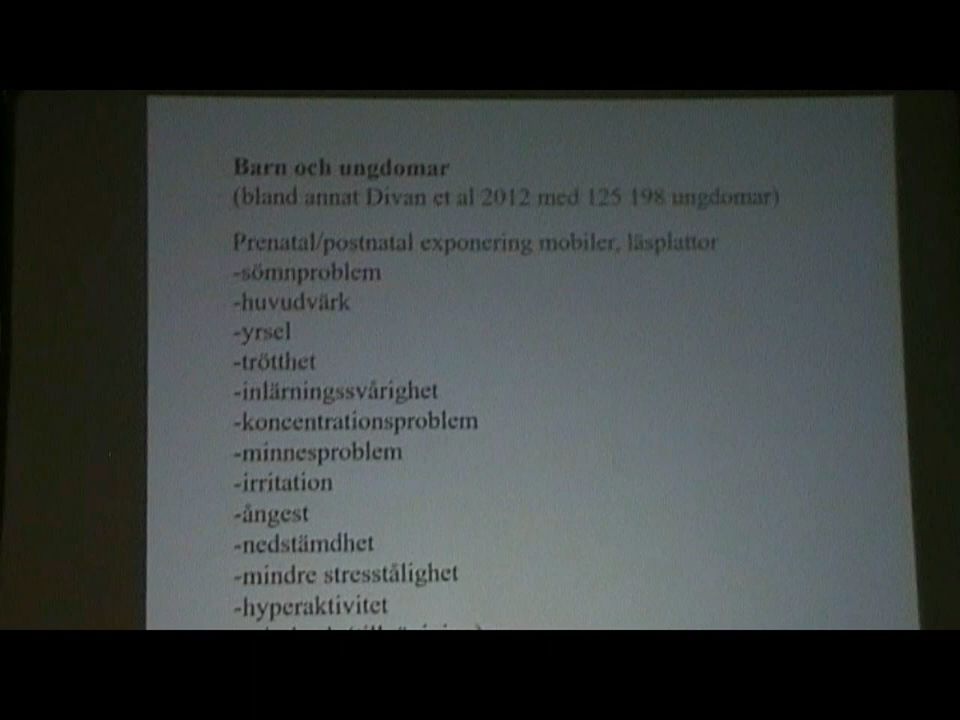 Barn och ungdomar
(bland annat Divan et al 2012 med 125 198 ungdomar)
Prenatal/postnatal exponering mobiler, läsplattor
-sömnproblem
-huvudvärk
-yrsel
-trötthet
-inlärningssvårighet
-koncentrationsproblem
-minnesproblem
-irritation
-ångest
-nedstämdhet
-mindre stresstålighet
-hyperaktivitet